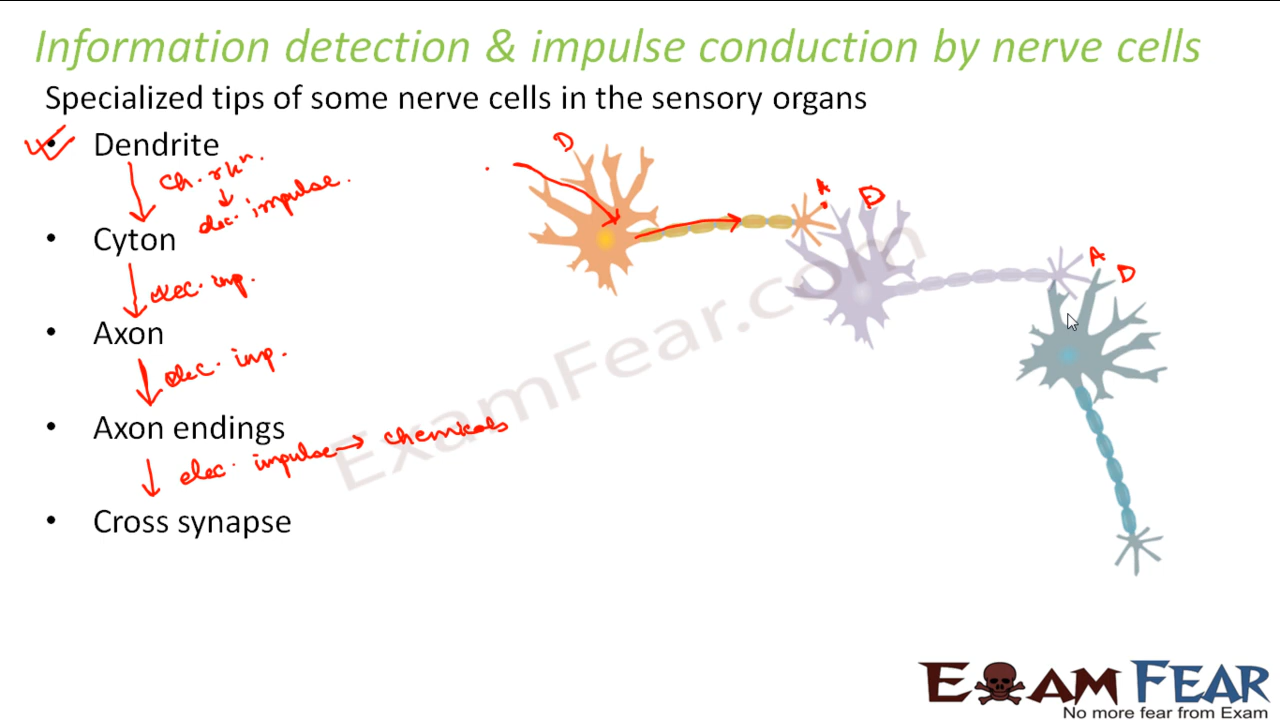 Information detection & impulse conduction by nerve cells
Specialized tips of some nerve cells in the sensory organs
• Dendrite
ch. rxn.
elec. impulse.
• Cyton
elec. imp.
• Axon
elec. imp.
• Axon endings
elec. impulse → chemicals
• Cross synapse
D
A D
A D
ExamFear.com
EXAM FEAR
No more fear from Exam